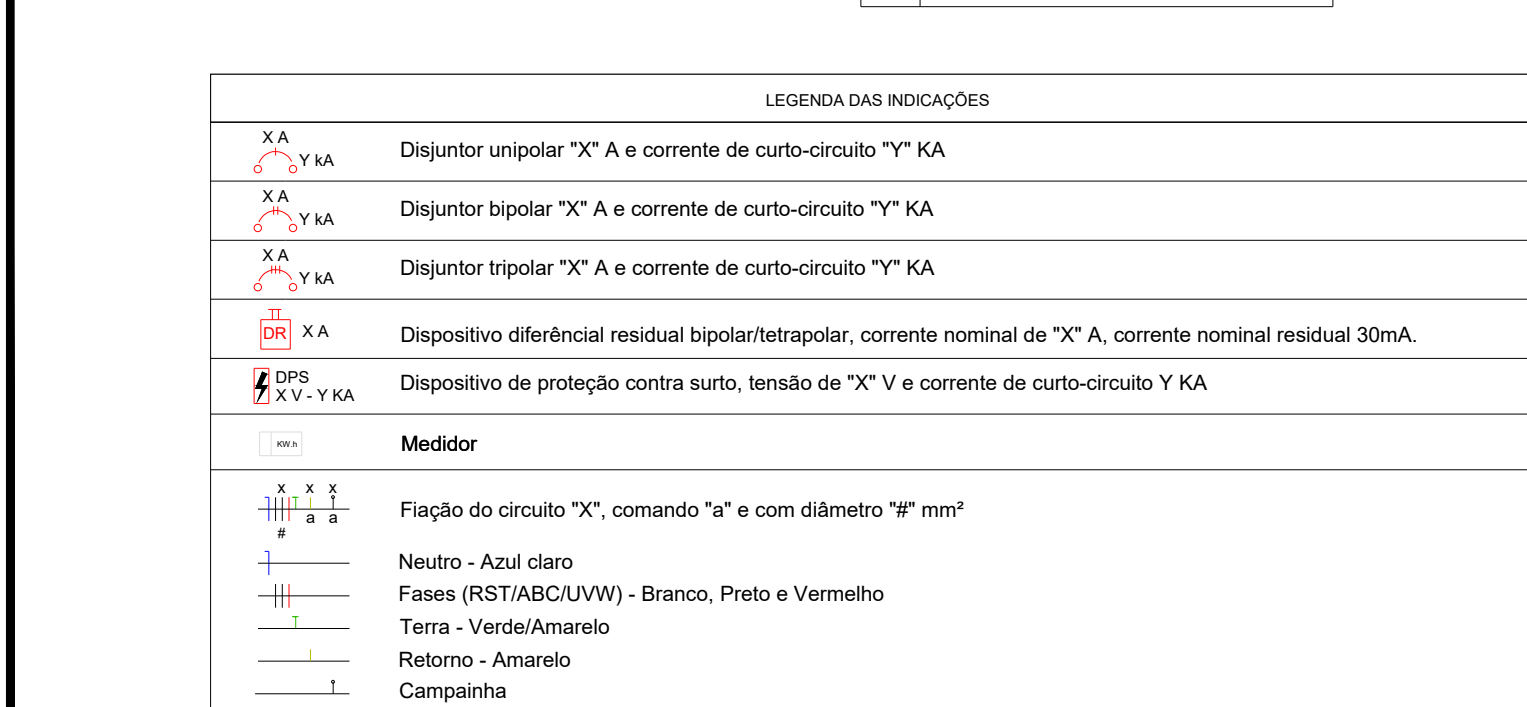 LEGENDA DAS INDICAÇÕES
X A
Y kA
Disjuntor unipolar "X" A e corrente de curto-circuito "Y" KA
X A
Y kA
Disjuntor bipolar "X" A e corrente de curto-circuito "Y" KA
X A
Y kA
Disjuntor tripolar "X" A e corrente de curto-circuito "Y" KA
DR X A
Dispositivo diferêncial residual bipolar/tetrapolar, corrente nominal de "X" A, corrente nominal residual 30mA.
DPS
X V - Y KA
Dispositivo de proteção contra surto, tensão de "X" V e corrente de curto-circuito Y KA
KW.h
Medidor
x x x
a a
#
Fiação do circuito "X", comando "a" e com diâmetro "#" mm²
Neutro - Azul claro
Fases (RST/ABC/UVW) - Branco, Preto e Vermelho
Terra - Verde/Amarelo
Retorno - Amarelo
Campainha